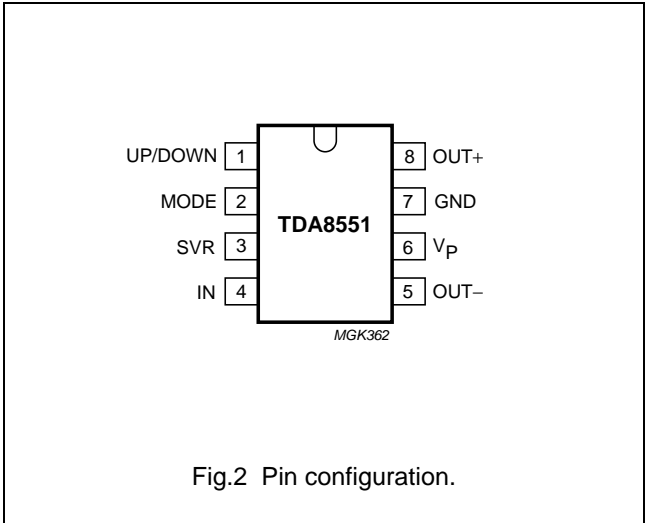 UP/DOWN 1 8 OUT+
MODE 2 7 GND
TDA8551
SVR 3 6 VP
IN 4 5 OUT−
MGK362
Fig.2 Pin configuration.